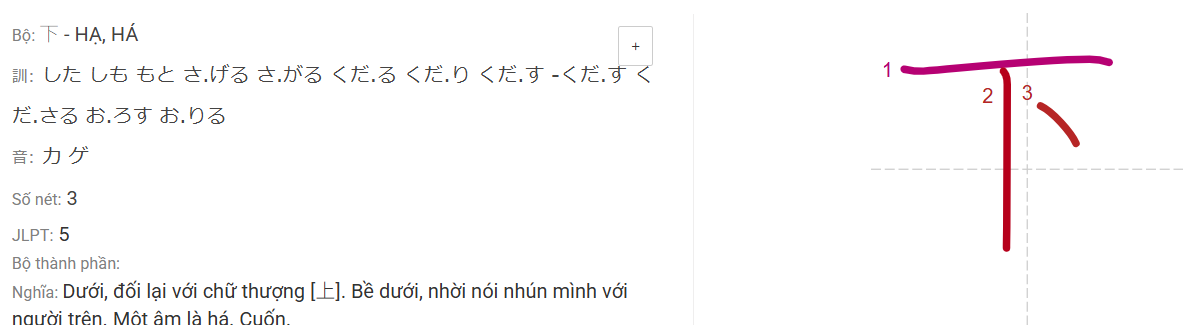 Bộ: 下 - HẠ, HÁ
+
訓: した しも もと さ.げる さ.がる くだ.る くだ.り くだ.す -くだ.す く
だ.さる お.ろす お.りる
音: カ ゲ
Số nét: 3
JLPT: 5
Bộ thành phần:
Nghĩa: Dưới, đối lại với chữ thượng [上]. Bề dưới, nhời nói nhún mình với
người trên. Một âm là há. Cuốn.
1
2 3
下